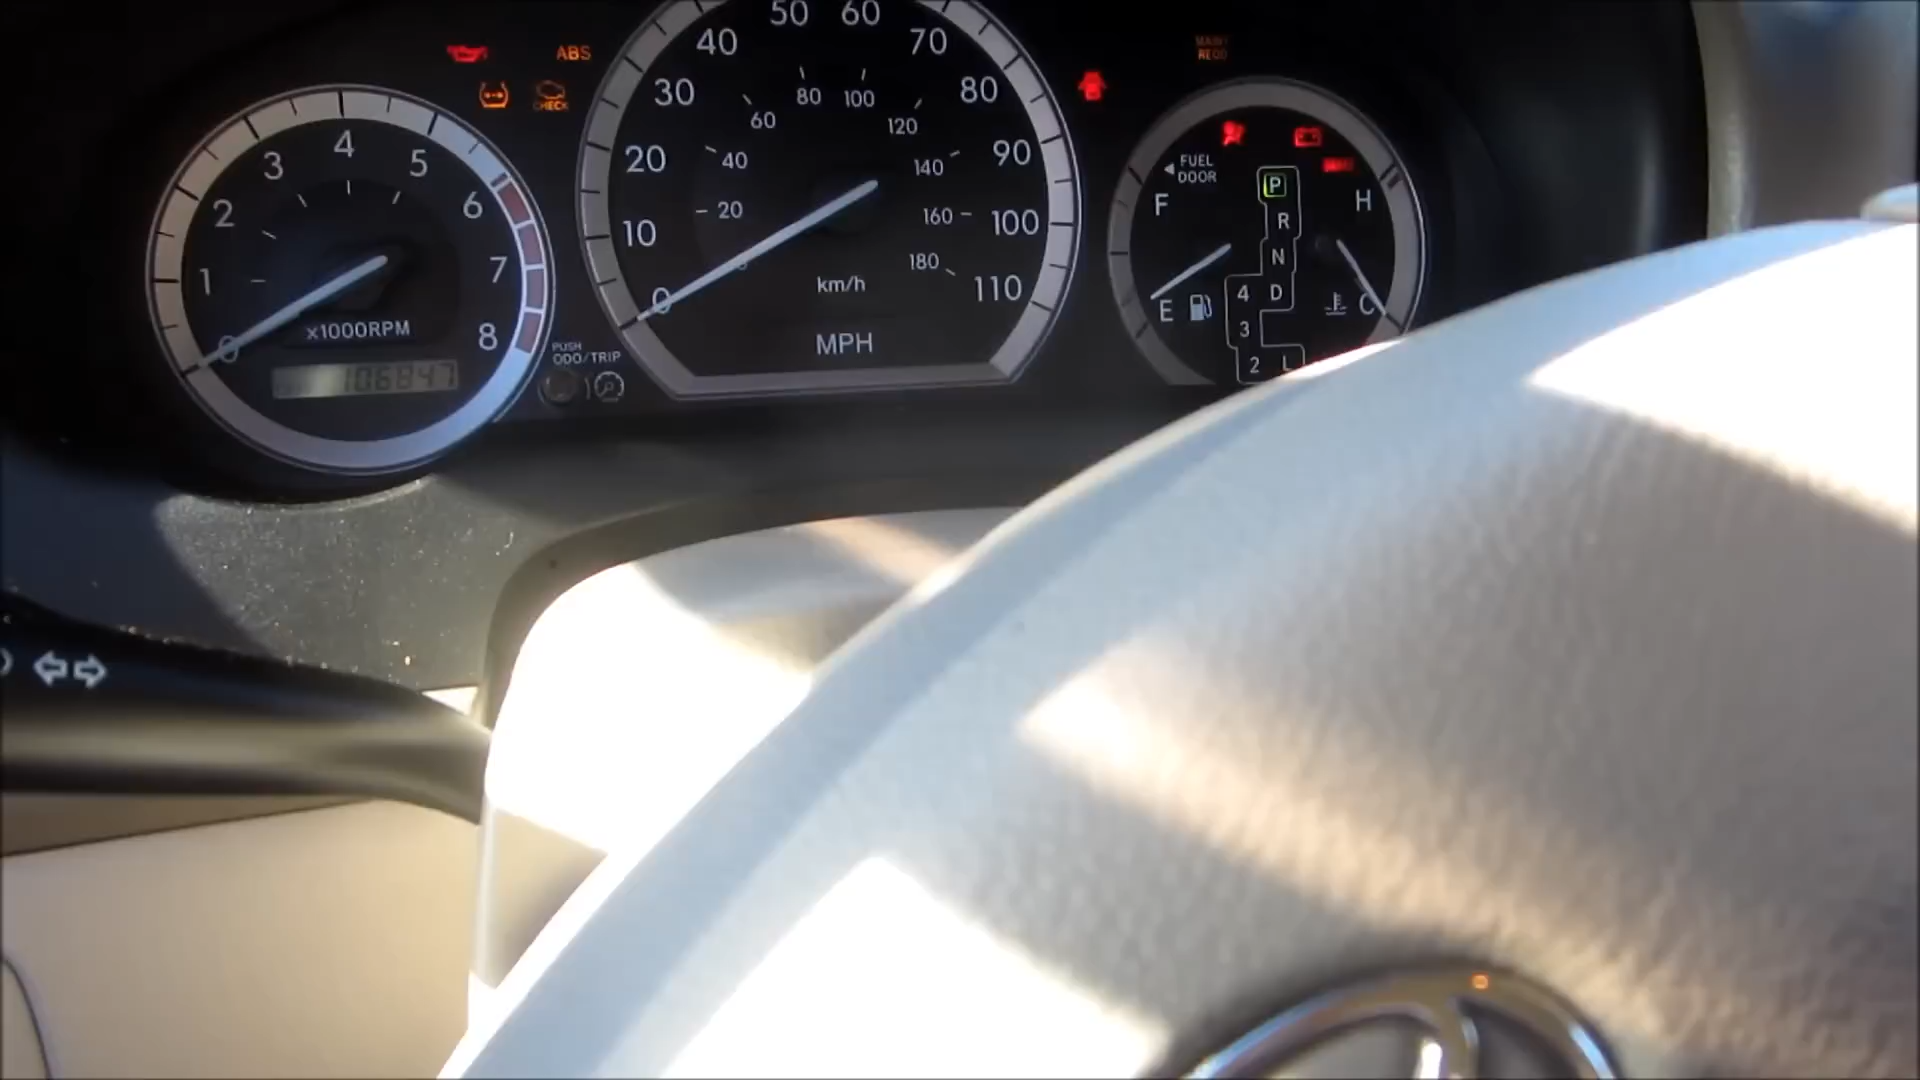 ABS
CHECK
MAINT
REQD
0
1
2
3
4
5
6
7
8
x1000RPM
106847
PUSH
ODO/TRIP
0
10
20
30
40
50
60
70
80
90
100
110
20
40
60
80
100
120
140
160
180
km/h
MPH
FUEL
DOOR
F
E
P
R
N
4 D
3
2 L
H
C